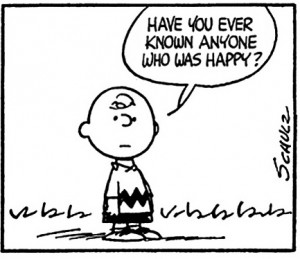 HAVE YOU EVER
KNOWN ANYONE
WHO WAS HAPPY?
SCHULZ